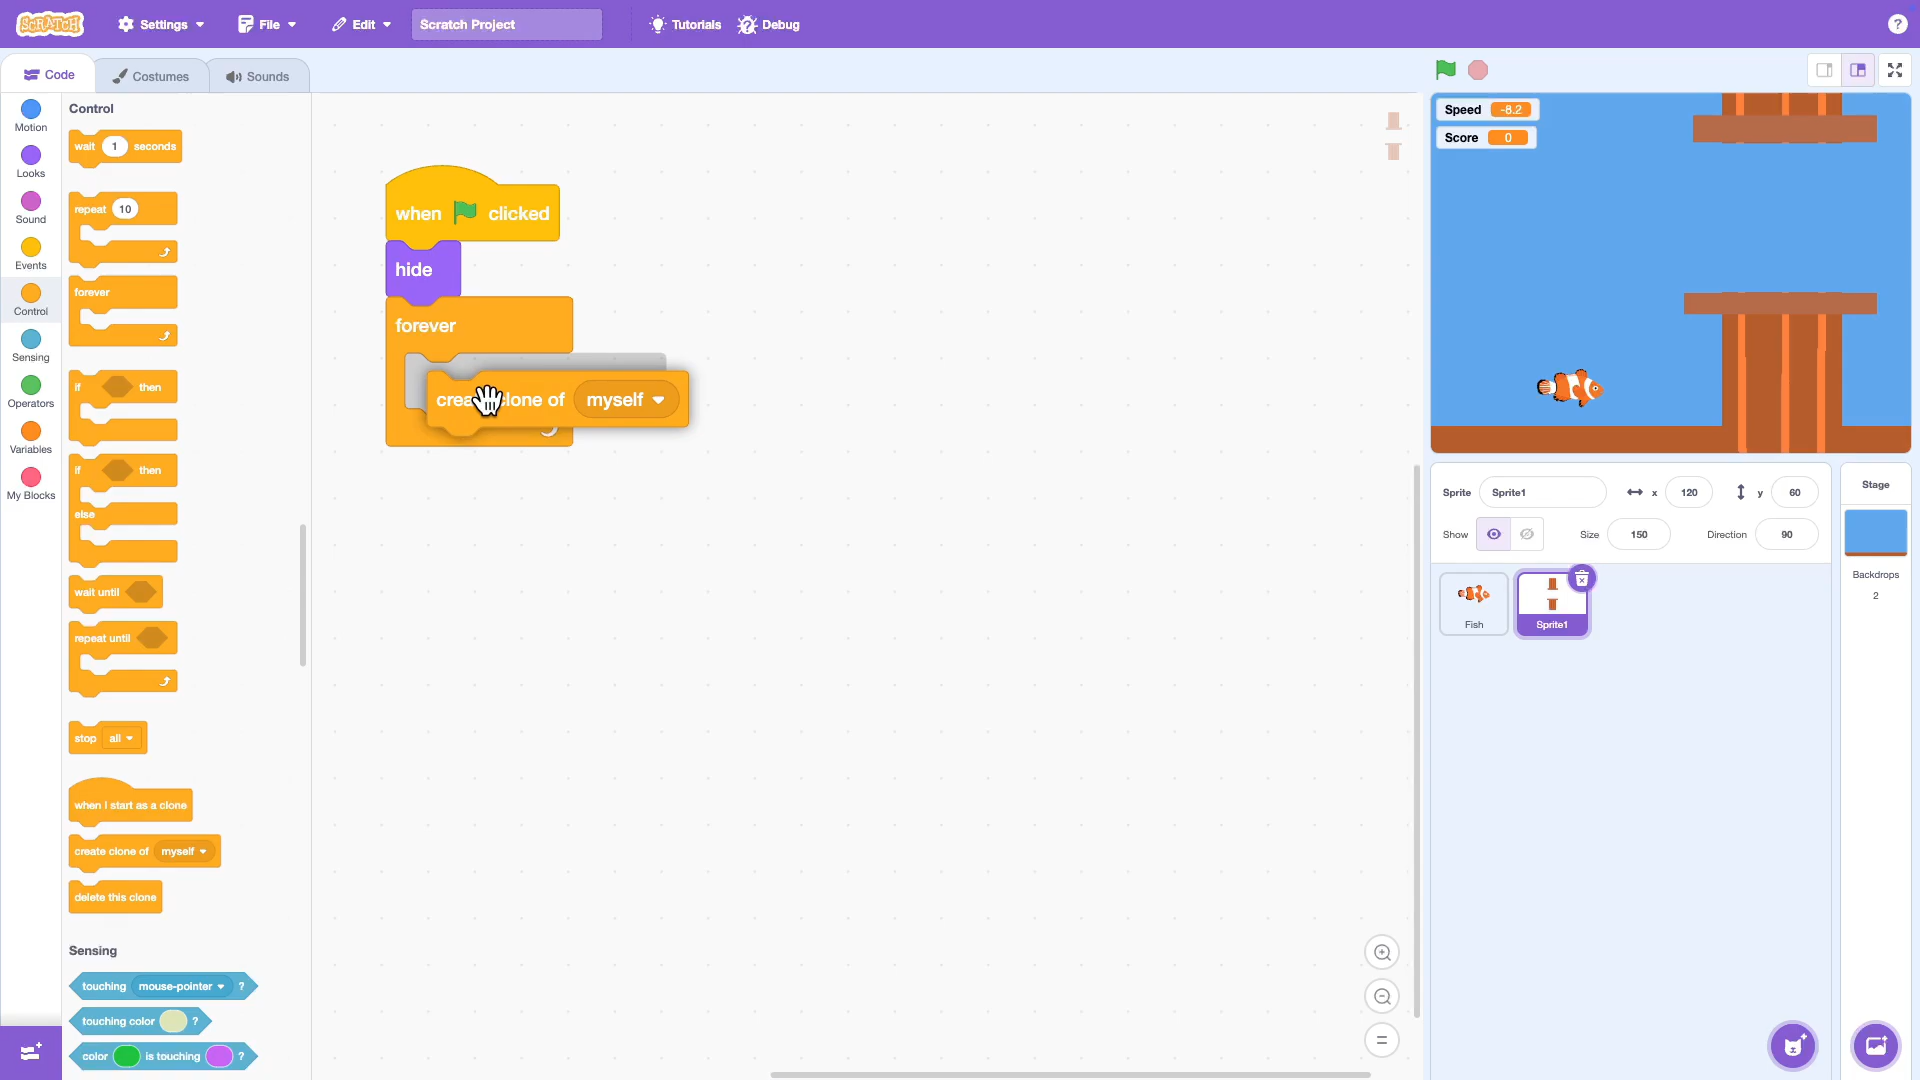 SCRATCH Settings File Edit Scratch Project Tutorials Debug ?
Code Costumes Sounds
Motion
Looks
Sound
Events
Control
Sensing
Operators
Variables
My Blocks
Control
wait 1 seconds
repeat 10
forever
if then
if then
else
wait until
repeat until
stop all
when I start as a clone
create clone of myself
delete this clone
Sensing
touching mouse-pointer ?
touching color ?
color is touching ?
when clicked
hide
forever
clone of myself
Speed -8.2
Score 0
Sprite Sprite1 x 120 y 60
Show Size 150 Direction 90
Fish
Sprite1
Stage
Backdrops
2